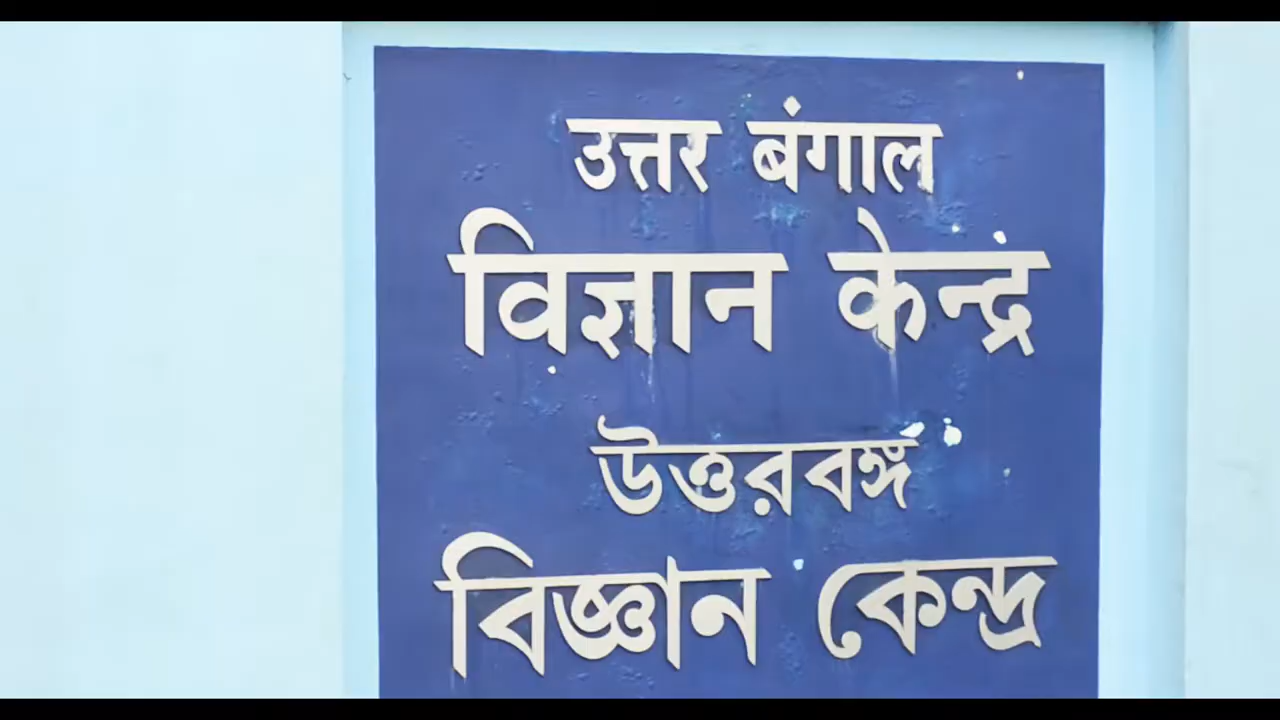 उत्तर बंगाल
विज्ञान केन्द्र
উত্তরবঙ্গ
বিজ্ঞান কেন্দ্র